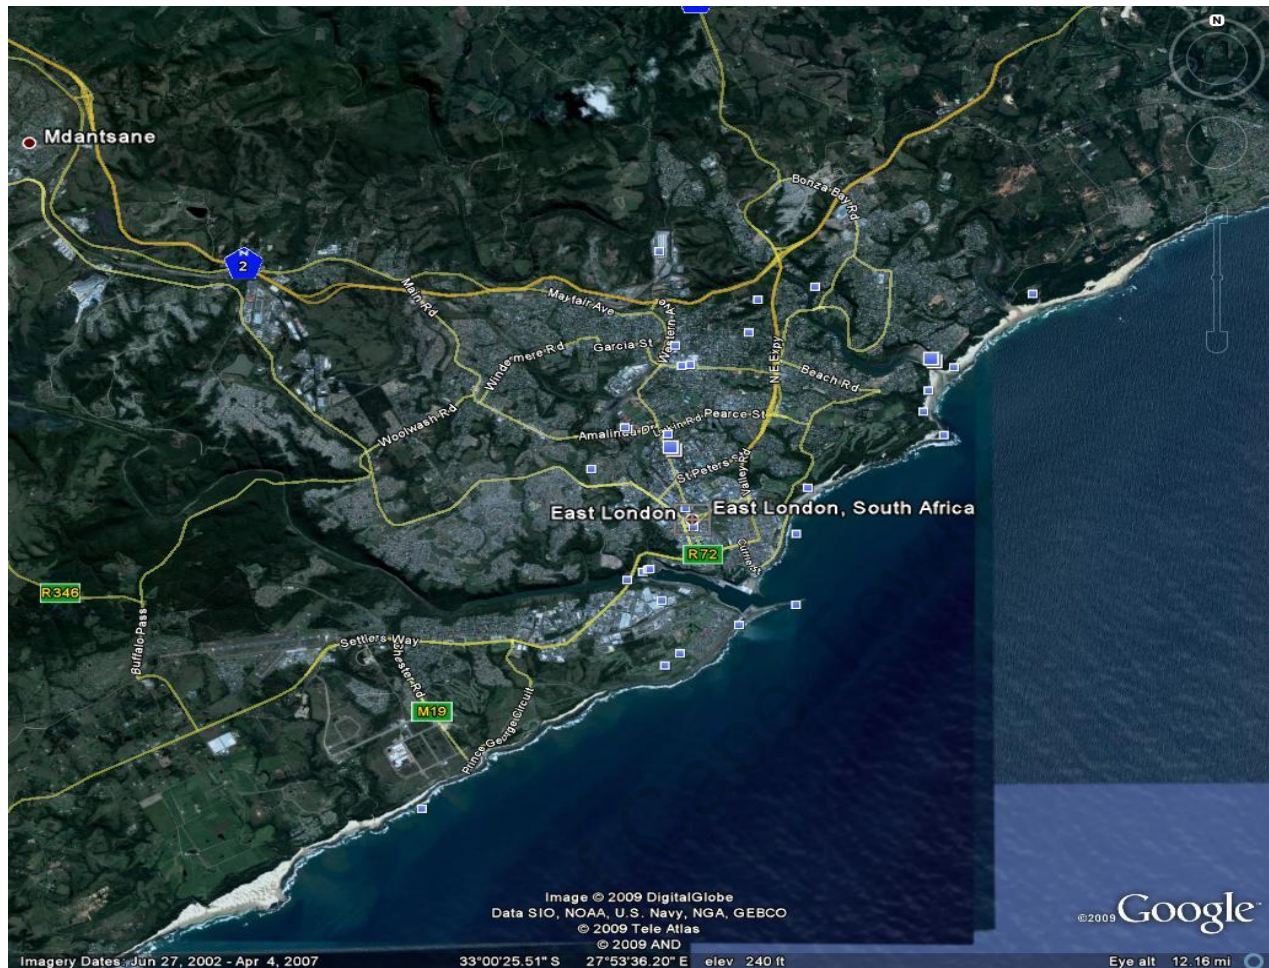 N
Mdantsane
Bonza Bay Rd
N
2
Main Rd
Mayfair Ave
Western Ave
Windermere Rd
Garcia St
N E Expy
Beach Rd
Woolwash Rd
Amalinda Dr
Pearce St
St Peters
Valley Rd
East London
East London, South Africa
R72
Currie St
R346
Buffalo Pass
Settlers Way
Chester Rd
M19
Prince George Circuit
Image © 2009 DigitalGlobe
Data SIO, NOAA, U.S. Navy, NGA, GEBCO
© 2009 Tele Atlas
© 2009 AND
©2009 Google™
Imagery Dates: Jun 27, 2002 - Apr 4, 2007
33°00'25.51" S 27°53'36.20" E elev 240 ft
Eye alt 12.16 mi